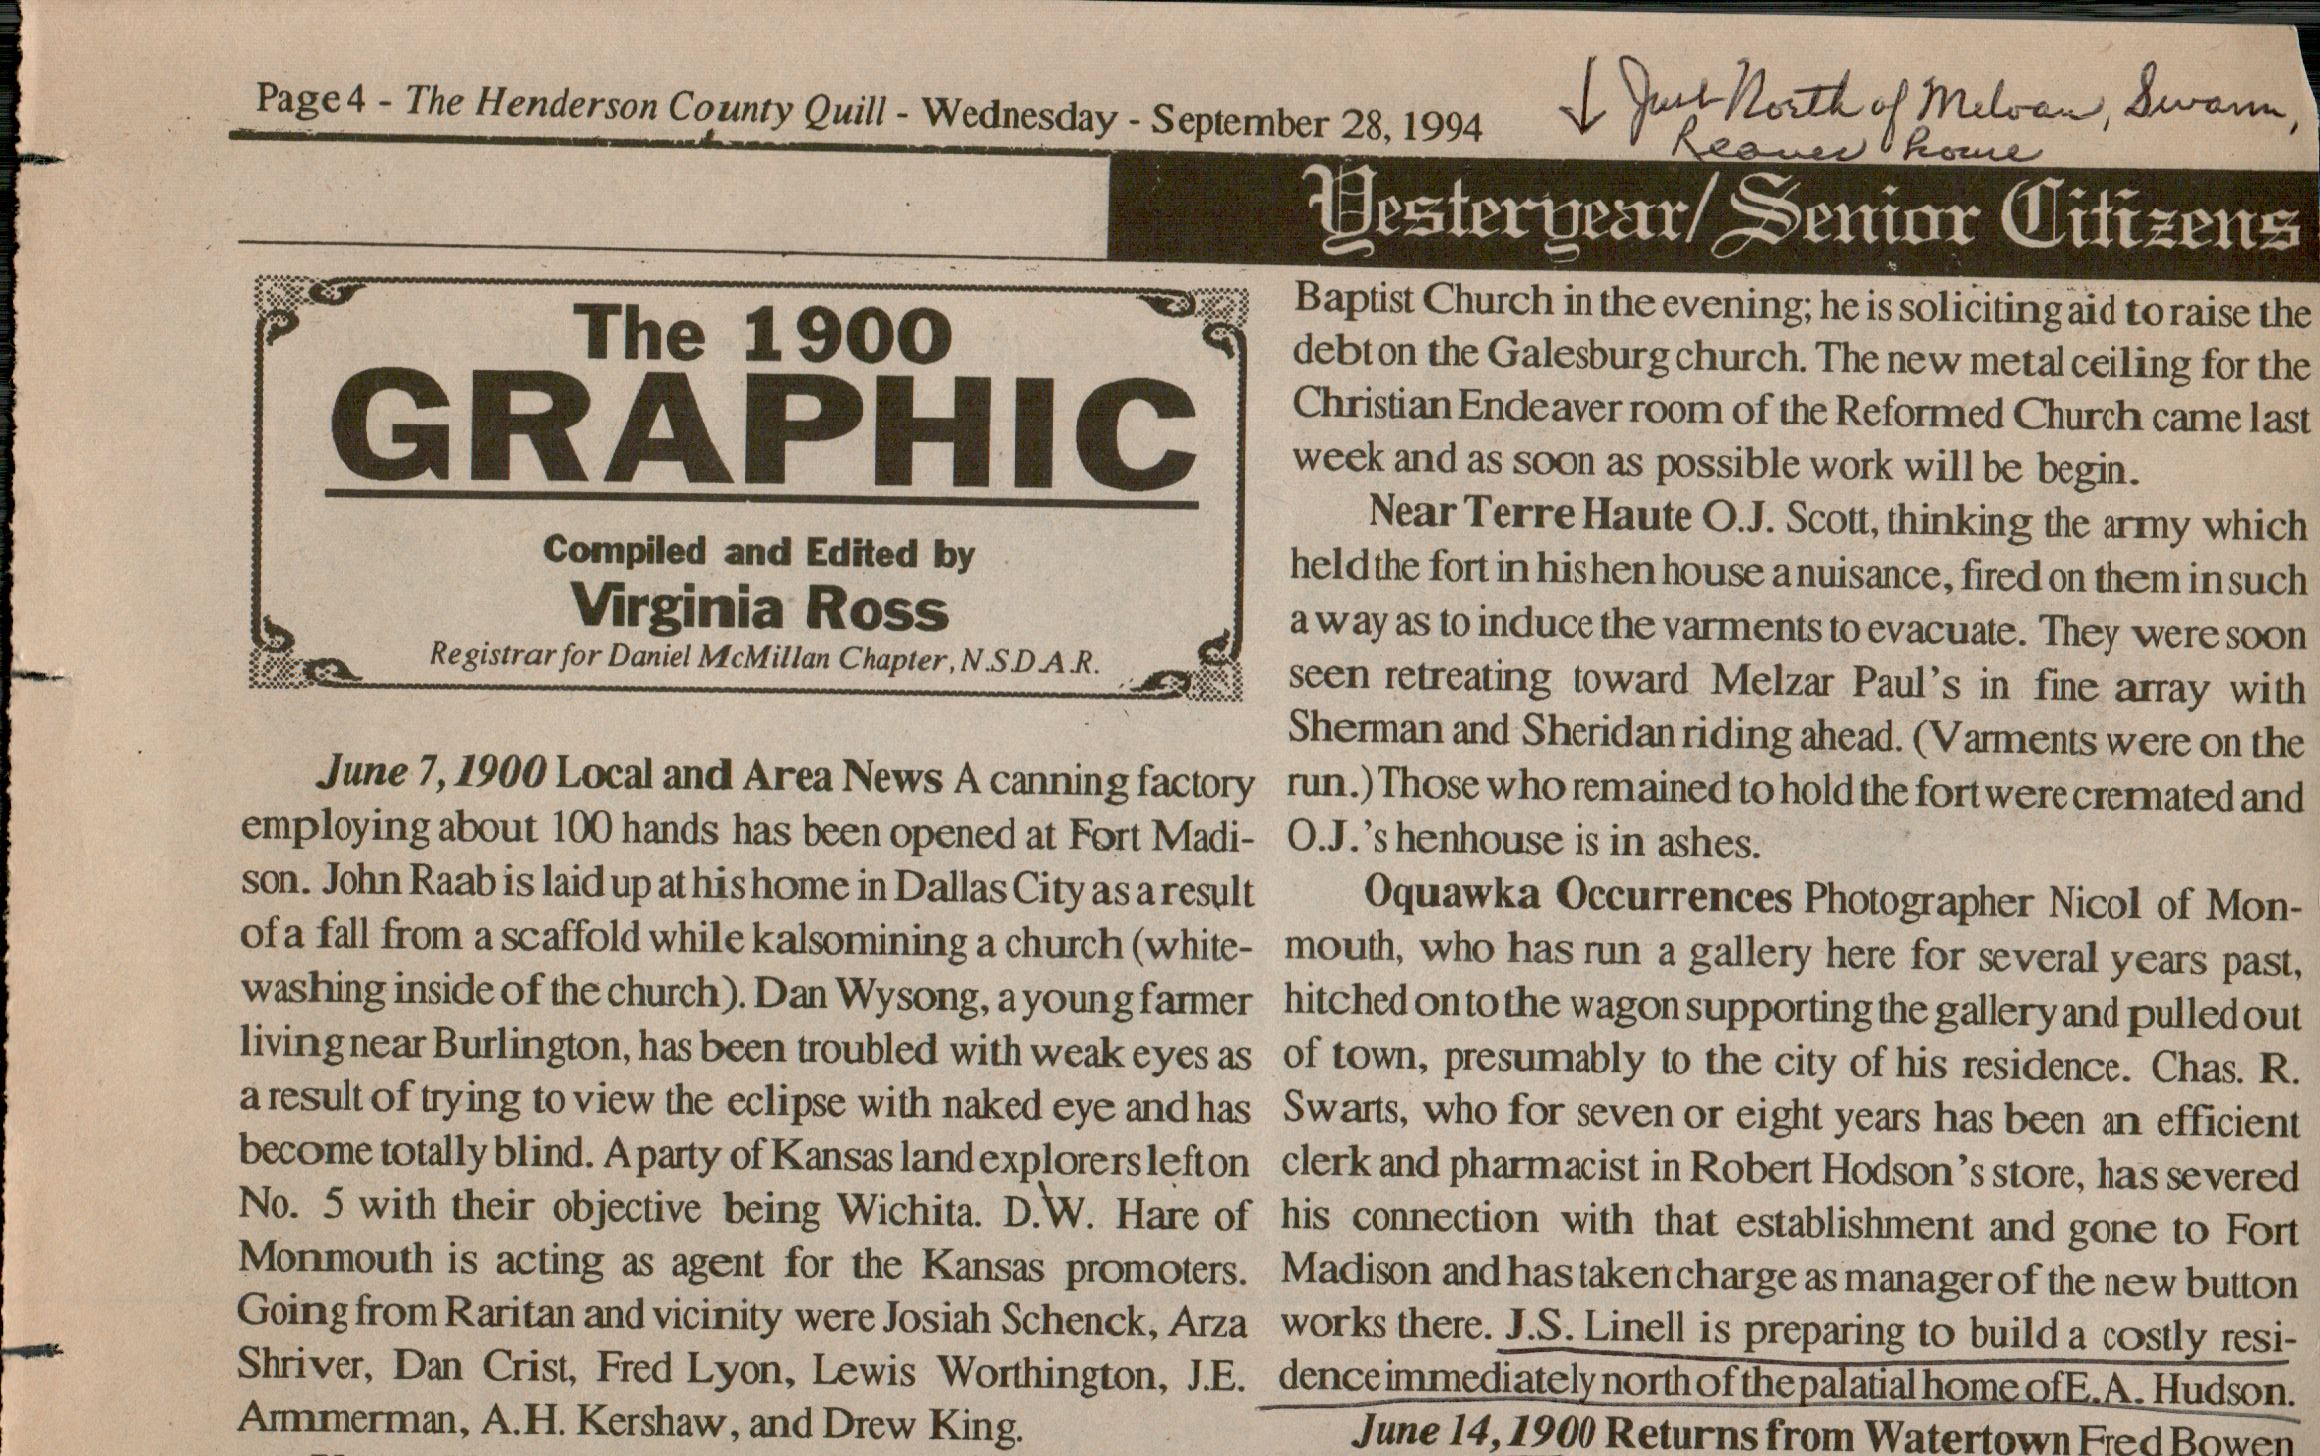 Page 4 - The Henderson County Quill - Wednesday - September 28, 1994
↓ Just North of Meloan, Swann,
home
Yesteryear/Senior Citizens
The 1900
GRAPHIC
Compiled and Edited by
Virginia Ross
Registrar for Daniel McMillan Chapter, N.S.D.A.R.
June 7, 1900 Local and Area News A canning factory
employing about 100 hands has been opened at Fort Madi-
son. John Raab is laid up at his home in Dallas City as a result
of a fall from a scaffold while kalsomining a church (white-
washing inside of the church). Dan Wysong, a young farmer
living near Burlington, has been troubled with weak eyes as
a result of trying to view the eclipse with naked eye and has
become totally blind. A party of Kansas land explorers left on
No. 5 with their objective being Wichita. D.W. Hare of
Monmouth is acting as agent for the Kansas promoters.
Going from Raritan and vicinity were Josiah Schenck, Arza
Shriver, Dan Crist, Fred Lyon, Lewis Worthington, J.E.
Armmerman, A.H. Kershaw, and Drew King.
Baptist Church in the evening; he is soliciting aid to raise the
debt on the Galesburg church. The new metal ceiling for the
Christian Endeaver room of the Reformed Church came last
week and as soon as possible work will be begin.
Near Terre Haute O.J. Scott, thinking the army which
held the fort in his hen house a nuisance, fired on them in such
a way as to induce the varments to evacuate. They were soon
seen retreating toward Melzar Paul's in fine array with
Sherman and Sheridan riding ahead. (Varments were on the
run.) Those who remained to hold the fort were cremated and
O.J.'s henhouse is in ashes.
Oquawka Occurrences Photographer Nicol of Mon-
mouth, who has run a gallery here for several years past,
hitched on to the wagon supporting the gallery and pulled out
of town, presumably to the city of his residence. Chas. R.
Swarts, who for seven or eight years has been an efficient
clerk and pharmacist in Robert Hodson's store, has severed
his connection with that establishment and gone to Fort
Madison and has taken charge as manager of the new button
works there. J.S. Linell is preparing to build a costly resi-
dence immediately north of the palatial home of E.A. Hudson.
June 14, 1900 Returns from Watertown Fred Bowen